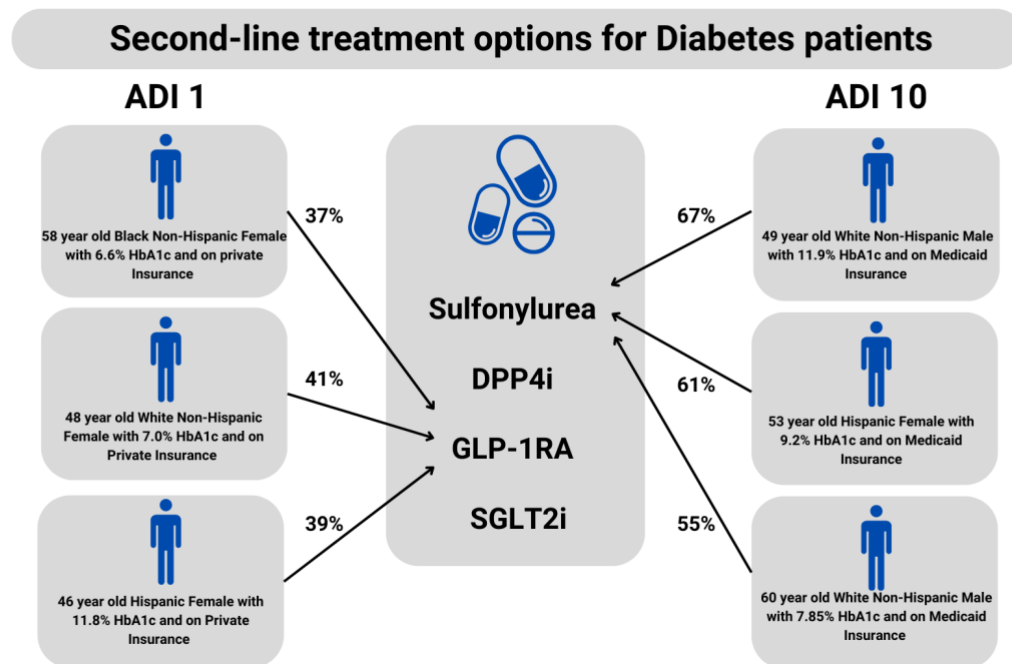 Second-line treatment options for Diabetes patients
ADI 1
58 year old Black Non-Hispanic Female
with 6.6% HbA1c and on private
Insurance
37%
48 year old White Non-Hispanic
Female with 7.0% HbA1c and on
Private Insurance
41%
46 year old Hispanic Female with
11.8% HbA1c and on Private
Insurance
39%
Sulfonylurea
DPP4i
GLP-1RA
SGLT2i
ADI 10
67%
49 year old White Non-Hispanic Male
with 11.9% HbA1c and on Medicaid
Insurance
61%
53 year old Hispanic Female with
9.2% HbA1c and on Medicaid
Insurance
55%
60 year old White Non-Hispanic Male
with 7.85% HbA1c and on Medicaid
Insurance